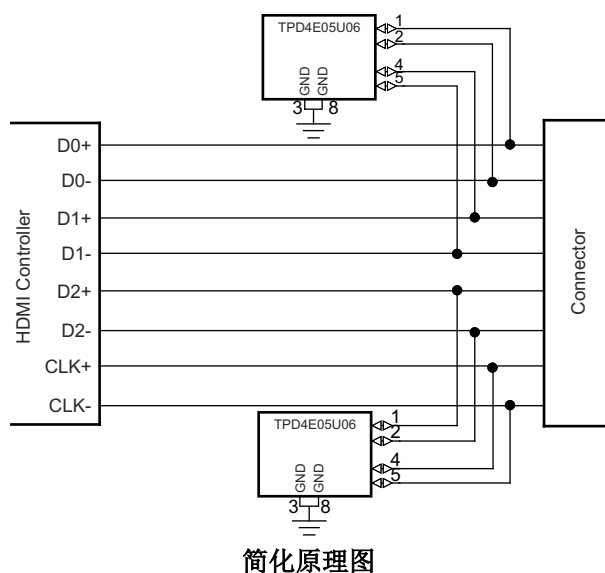 TPD4E05U06
1
2
4
5
GND
GND
3 8
HDMI Controller
D0+
D0-
D1+
D1-
D2+
D2-
CLK+
CLK-
Connector
TPD4E05U06
1
2
4
5
GND
GND
3 8
简化原理图